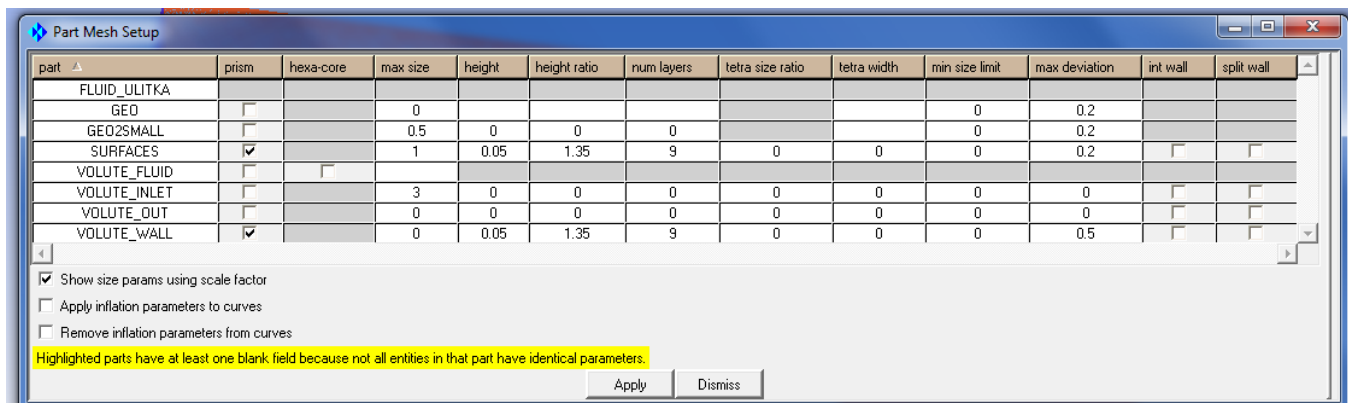 Part Mesh Setup
part prism hexa-core max size height height ratio num layers tetra size ratio tetra width min size limit max deviation int wall split wall
FLUID_ULITKA
GEO 0 0 0.2
GEO2SMALL 0.5 0 0 0 0 0.2
SURFACES 1 0.05 1.35 9 0 0 0 0.2
VOLUTE_FLUID
VOLUTE_INLET 3 0 0 0 0 0 0 0
VOLUTE_OUT 0 0 0 0 0 0 0 0
VOLUTE_WALL 0 0.05 1.35 9 0 0 0 0.5
Show size params using scale factor
Apply inflation parameters to curves
Remove inflation parameters from curves
Highlighted parts have at least one blank field because not all entities in that part have identical parameters.
Apply Dismiss